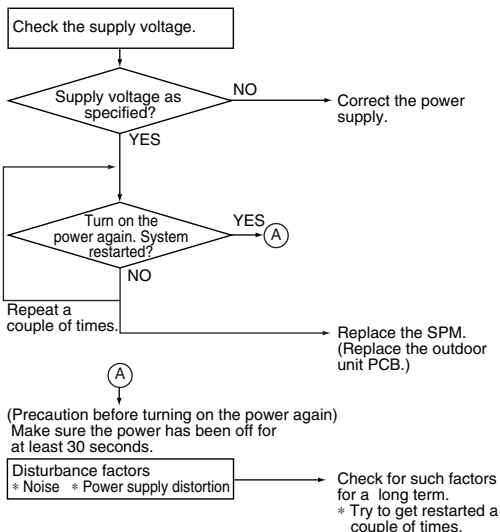 Check the supply voltage.
Supply voltage as
specified?
NO
Correct the power
supply.
YES
Turn on the
power again. System
restarted?
YES
A
NO
Repeat a
couple of times.
Replace the SPM.
(Replace the outdoor
unit PCB.)
A
(Precaution before turning on the power again)
Make sure the power has been off for
at least 30 seconds.
Disturbance factors
* Noise * Power supply distortion
Check for such factors
for a long term.
* Try to get restarted a
couple of times.